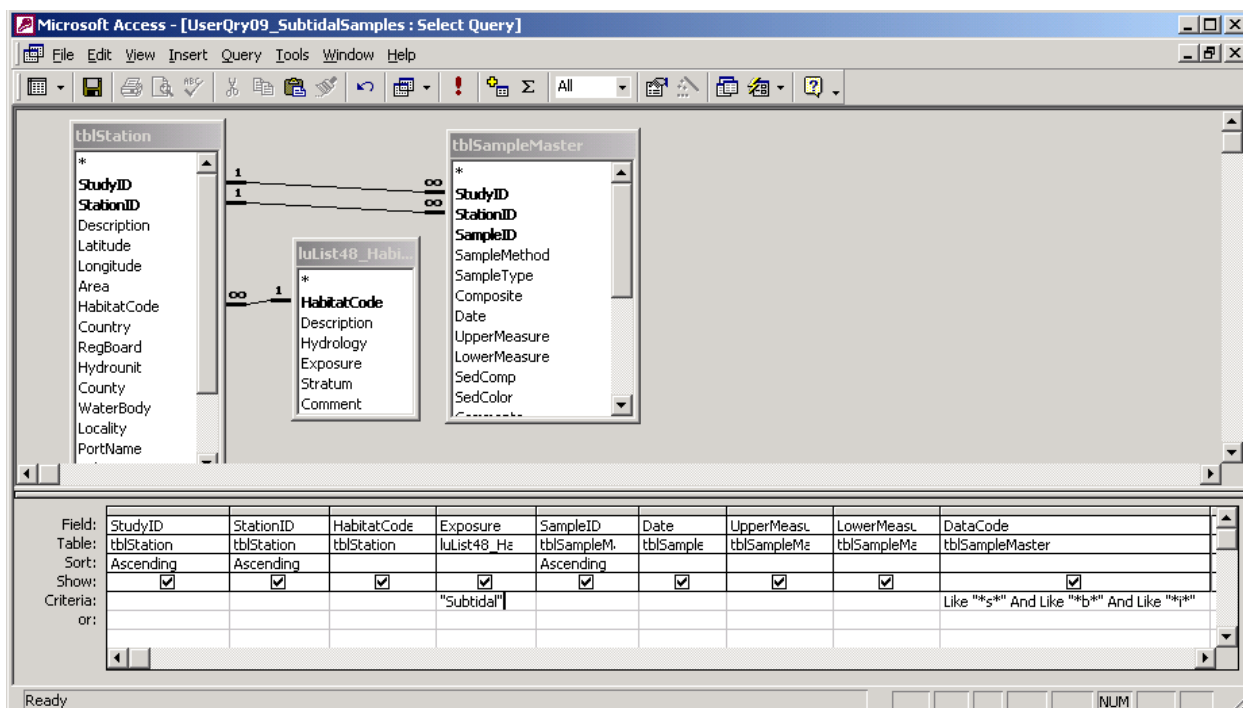 Microsoft Access - [UserQry09_SubtidalSamples : Select Query]
File Edit View Insert Query Tools Window Help
All
tblStation
*
StudyID
StationID
Description
Latitude
Longitude
Area
HabitatCode
Country
RegBoard
Hydrounit
County
WaterBody
Locality
PortName
1 ∞
1 ∞
∞ 1
luList48_Habi...
*
HabitatCode
Description
Hydrology
Exposure
Stratum
Comment
tblSampleMaster
*
StudyID
StationID
SampleID
SampleMethod
SampleType
Composite
Date
UpperMeasure
LowerMeasure
SedComp
SedColor
Field: StudyID StationID HabitatCode Exposure SampleID Date UpperMeasu LowerMeasu DataCode
Table: tblStation tblStation tblStation luList48_Ha tblSampleM. tblSample tblSampleMa tblSampleMa tblSampleMaster
Sort: Ascending Ascending Ascending
Show:
Criteria: "Subtidal" Like "*s*" And Like "*b*" And Like "*i*"
or:
Ready NUM